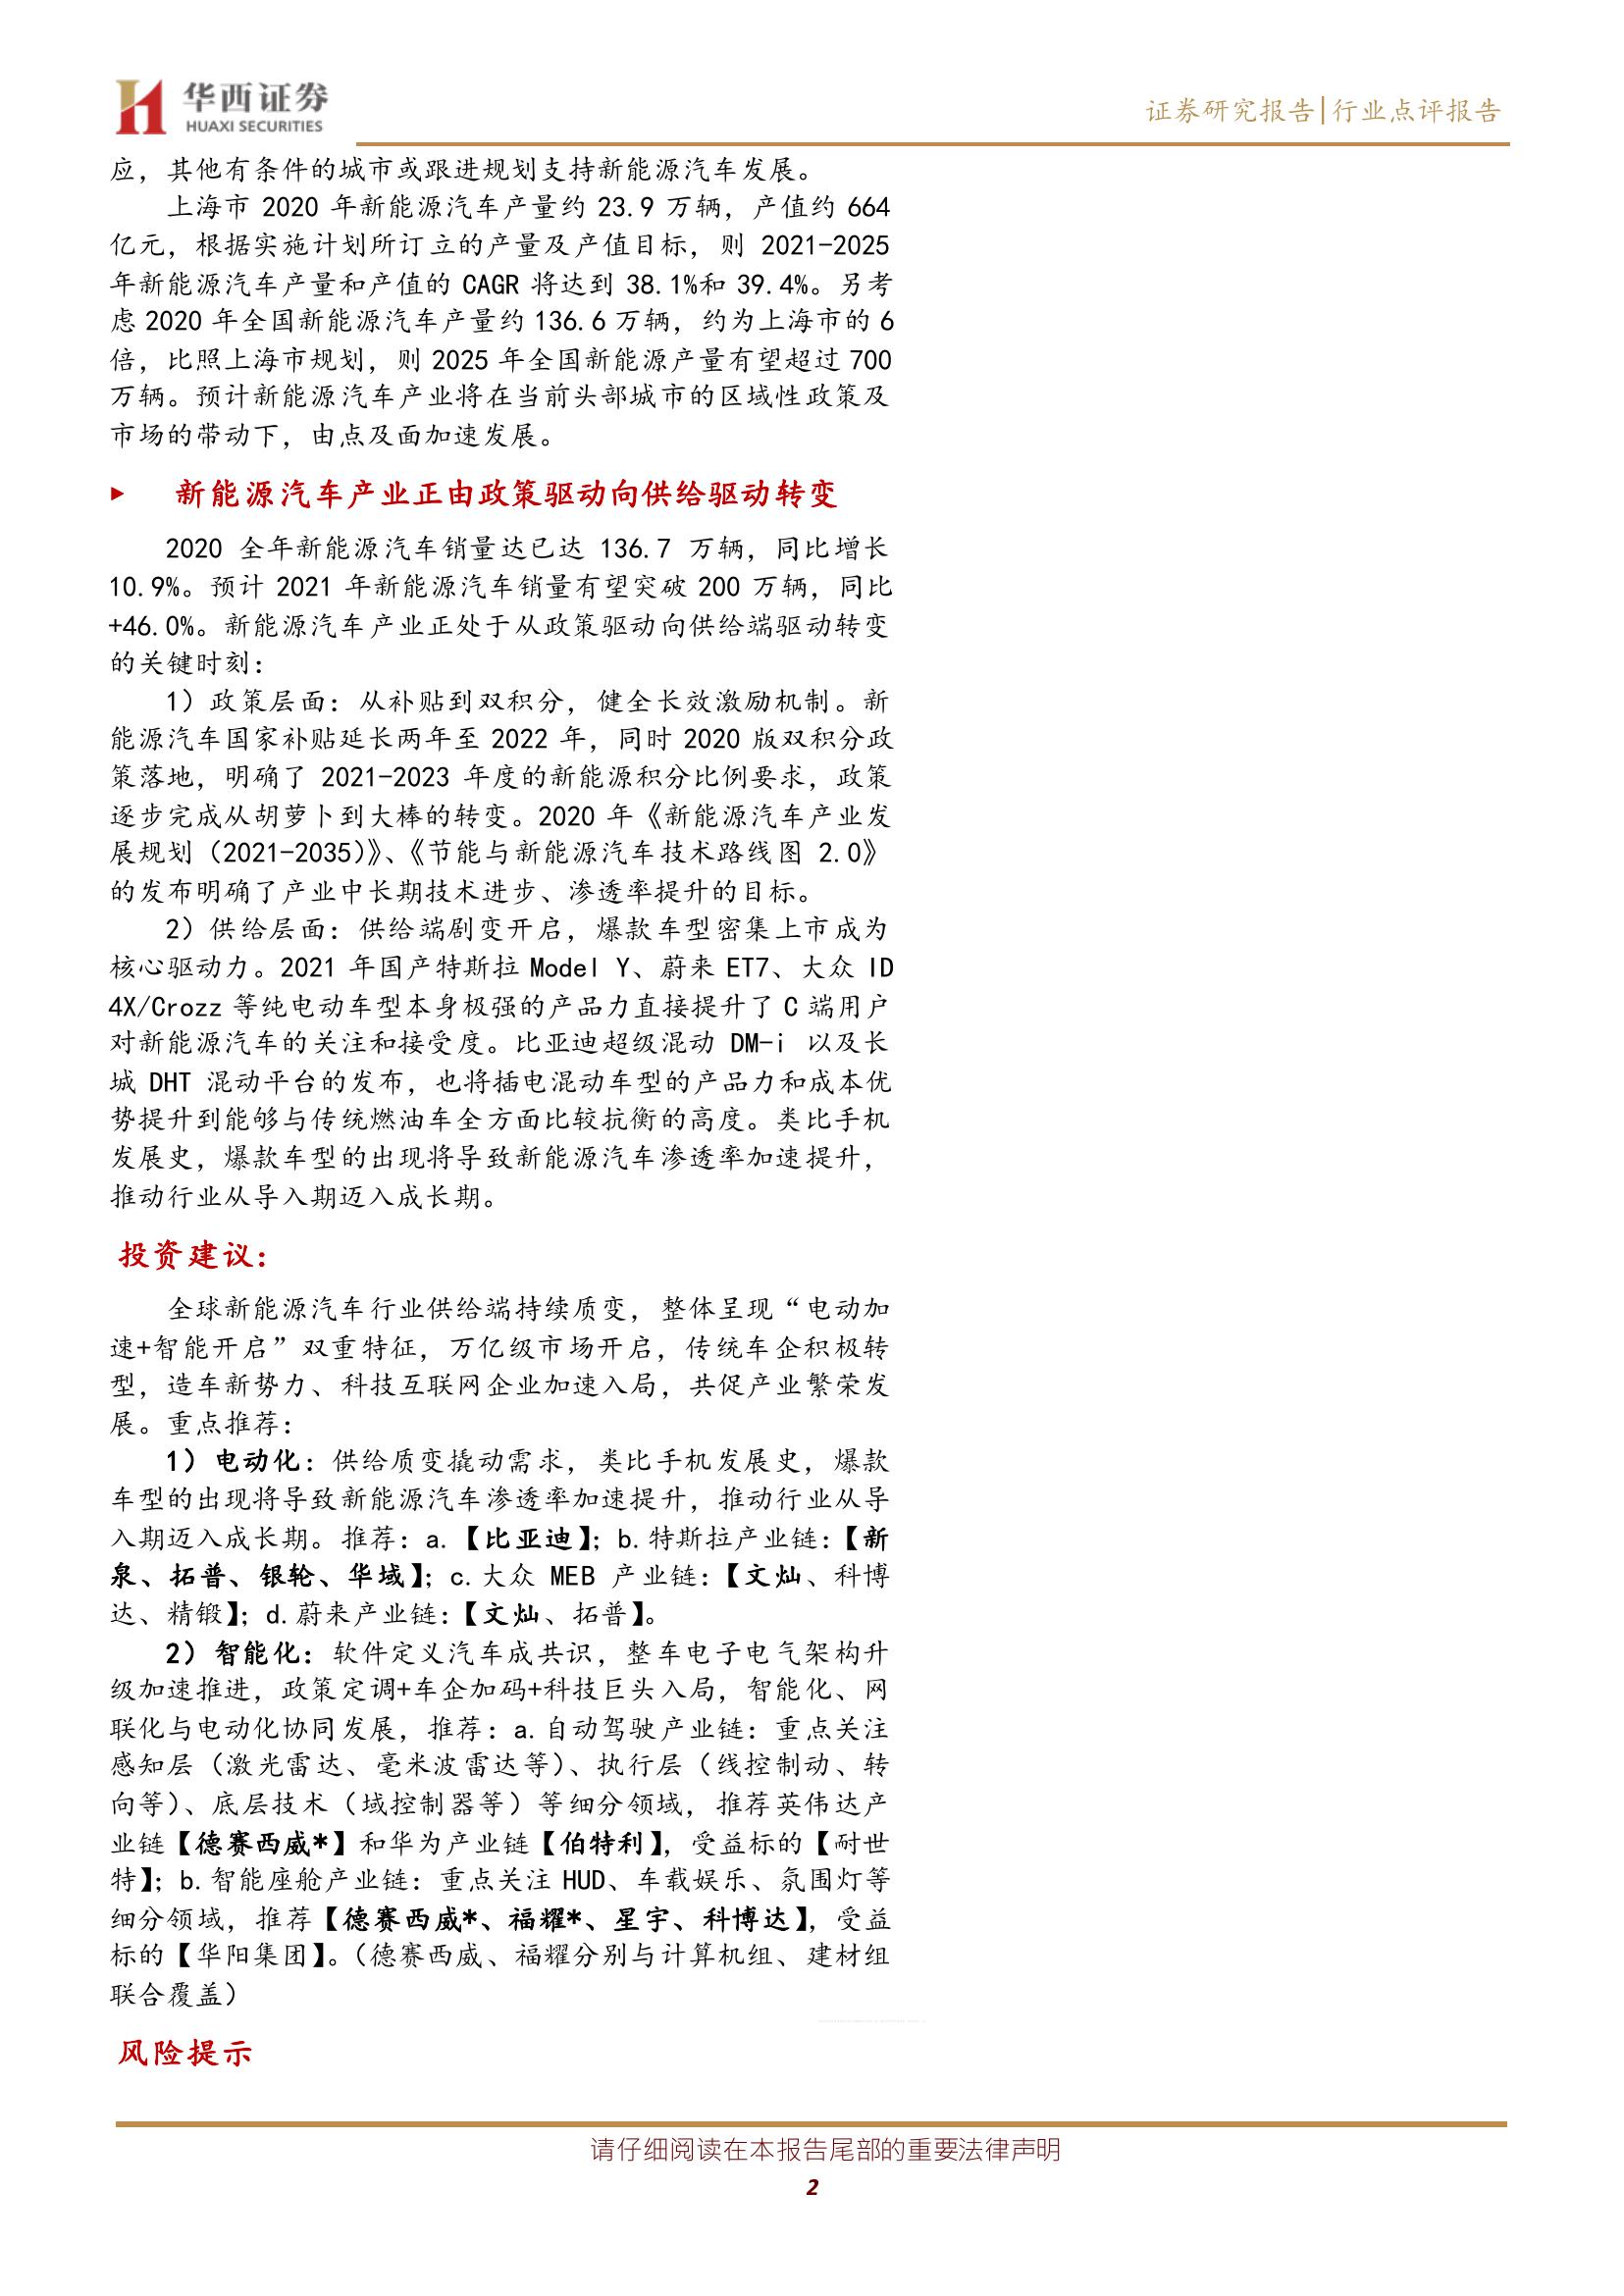 华西证券
HUAXI SECURITIES
证券研究报告|行业点评报告
应，其他有条件的城市或跟进规划支持新能源汽车发展。
上海市 2020 年新能源汽车产量约 23.9 万辆，产值约 664
亿元，根据实施计划所订立的产量及产值目标，则 2021-2025
年新能源汽车产量和产值的 CAGR 将达到 38.1%和 39.4%。另考
虑 2020 年全国新能源汽车产量约 136.6 万辆，约为上海市的 6
倍，比照上海市规划，则 2025 年全国新能源产量有望超过 700
万辆。预计新能源汽车产业将在当前头部城市的区域性政策及
市场的带动下，由点及面加速发展。
▶ 新能源汽车产业正由政策驱动向供给驱动转变
2020 全年新能源汽车销量达已达 136.7 万辆，同比增长
10.9%。预计 2021 年新能源汽车销量有望突破 200 万辆，同比
+46.0%。新能源汽车产业正处于从政策驱动向供给端驱动转变
的关键时刻：
1）政策层面：从补贴到双积分，健全长效激励机制。新
能源汽车国家补贴延长两年至 2022 年，同时 2020 版双积分政
策落地，明确了 2021-2023 年度的新能源积分比例要求，政策
逐步完成从胡萝卜到大棒的转变。2020 年《新能源汽车产业发
展规划（2021-2035）》、《节能与新能源汽车技术路线图 2.0》
的发布明确了产业中长期技术进步、渗透率提升的目标。
2）供给层面：供给端剧变开启，爆款车型密集上市成为
核心驱动力。2021 年国产特斯拉 Model Y、蔚来 ET7、大众 ID
4X/Crozz 等纯电动车型本身极强的产品力直接提升了 C 端用户
对新能源汽车的关注和接受度。比亚迪超级混动 DM-i 以及长
城 DHT 混动平台的发布，也将插电混动车型的产品力和成本优
势提升到能够与传统燃油车全方面比较抗衡的高度。类比手机
发展史，爆款车型的出现将导致新能源汽车渗透率加速提升，
推动行业从导入期迈入成长期。
投资建议：
全球新能源汽车行业供给端持续质变，整体呈现“电动加
速+智能开启”双重特征，万亿级市场开启，传统车企积极转
型，造车新势力、科技互联网企业加速入局，共促产业繁荣发
展。重点推荐：
1）电动化：供给质变撬动需求，类比手机发展史，爆款
车型的出现将导致新能源汽车渗透率加速提升，推动行业从导
入期迈入成长期。推荐：a.【比亚迪】；b.特斯拉产业链：【新
泉、拓普、银轮、华域】；c.大众 MEB 产业链：【文灿、科博
达、精锻】；d.蔚来产业链：【文灿、拓普】。
2）智能化：软件定义汽车成共识，整车电子电气架构升
级加速推进，政策定调+车企加码+科技巨头入局，智能化、网
联化与电动化协同发展，推荐：a.自动驾驶产业链：重点关注
感知层（激光雷达、毫米波雷达等）、执行层（线控制动、转
向等）、底层技术（域控制器等）等细分领域，推荐英伟达产
业链【德赛西威*】和华为产业链【伯特利】，受益标的【耐世
特】；b.智能座舱产业链：重点关注 HUD、车载娱乐、氛围灯等
细分领域，推荐【德赛西威*、福耀*、星宇、科博达】，受益
标的【华阳集团】。（德赛西威、福耀分别与计算机组、建材组
联合覆盖）
风险提示
请仔细阅读在本报告尾部的重要法律声明
2